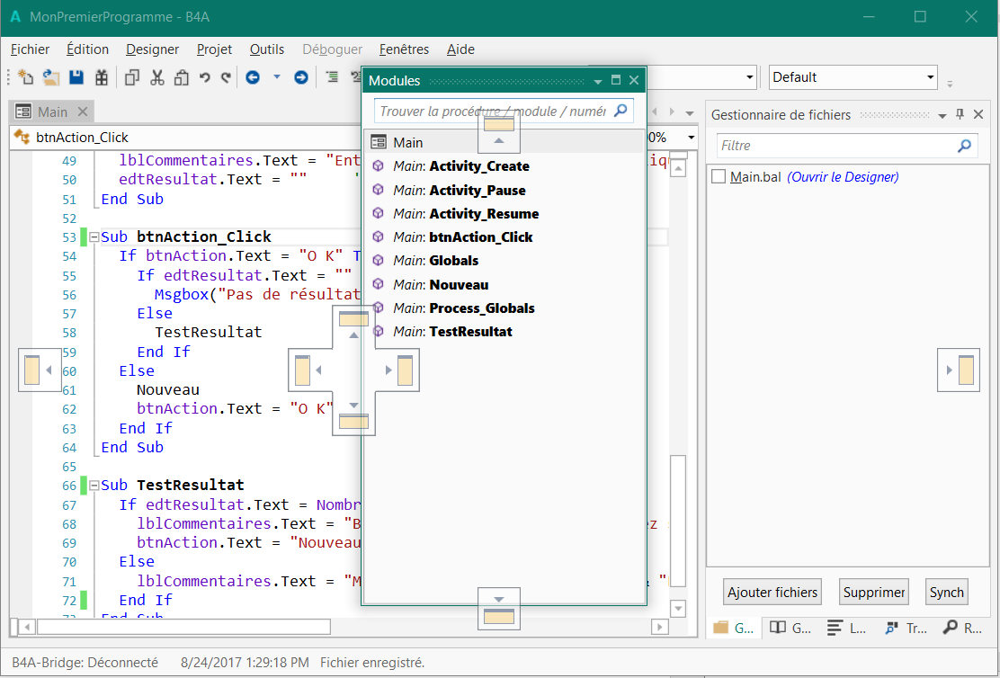 MonPremierProgramme - B4A
Fichier Édition Designer Projet Outils Déboguer Fenêtres Aide
Default
Main
btnAction_Click
0%
49 lblCommentaires.Text = "Ent
50 edtResultat.Text = "" '
51 End Sub
52
53 Sub btnAction_Click
54 If btnAction.Text = "O K" T
55 If edtResultat.Text = ""
56 Msgbox("Pas de résultat
57 Else
58 TestResultat
59 End If
60 Else
61 Nouveau
62 btnAction.Text = "O K"
63 End If
64 End Sub
65
66 Sub TestResultat
67 If edtResultat.Text = Nombr
68 lblCommentaires.Text = "B
69 btnAction.Text = "Nouveau
70 Else
71 lblCommentaires.Text = "M
72 End If
End Sub
Modules
Trouver la procédure / module / numér
Main
Main: Activity_Create
Main: Activity_Pause
Main: Activity_Resume
Main: btnAction_Click
Main: Globals
Main: Nouveau
Main: Process_Globals
Main: TestResultat
Gestionnaire de fichiers
Filtre
Main.bal (Ouvrir le Designer)
Ajouter fichiers Supprimer Synch
G... G... L... Tr... R...
B4A-Bridge: Déconnecté 8/24/2017 1:29:18 PM Fichier enregistré.